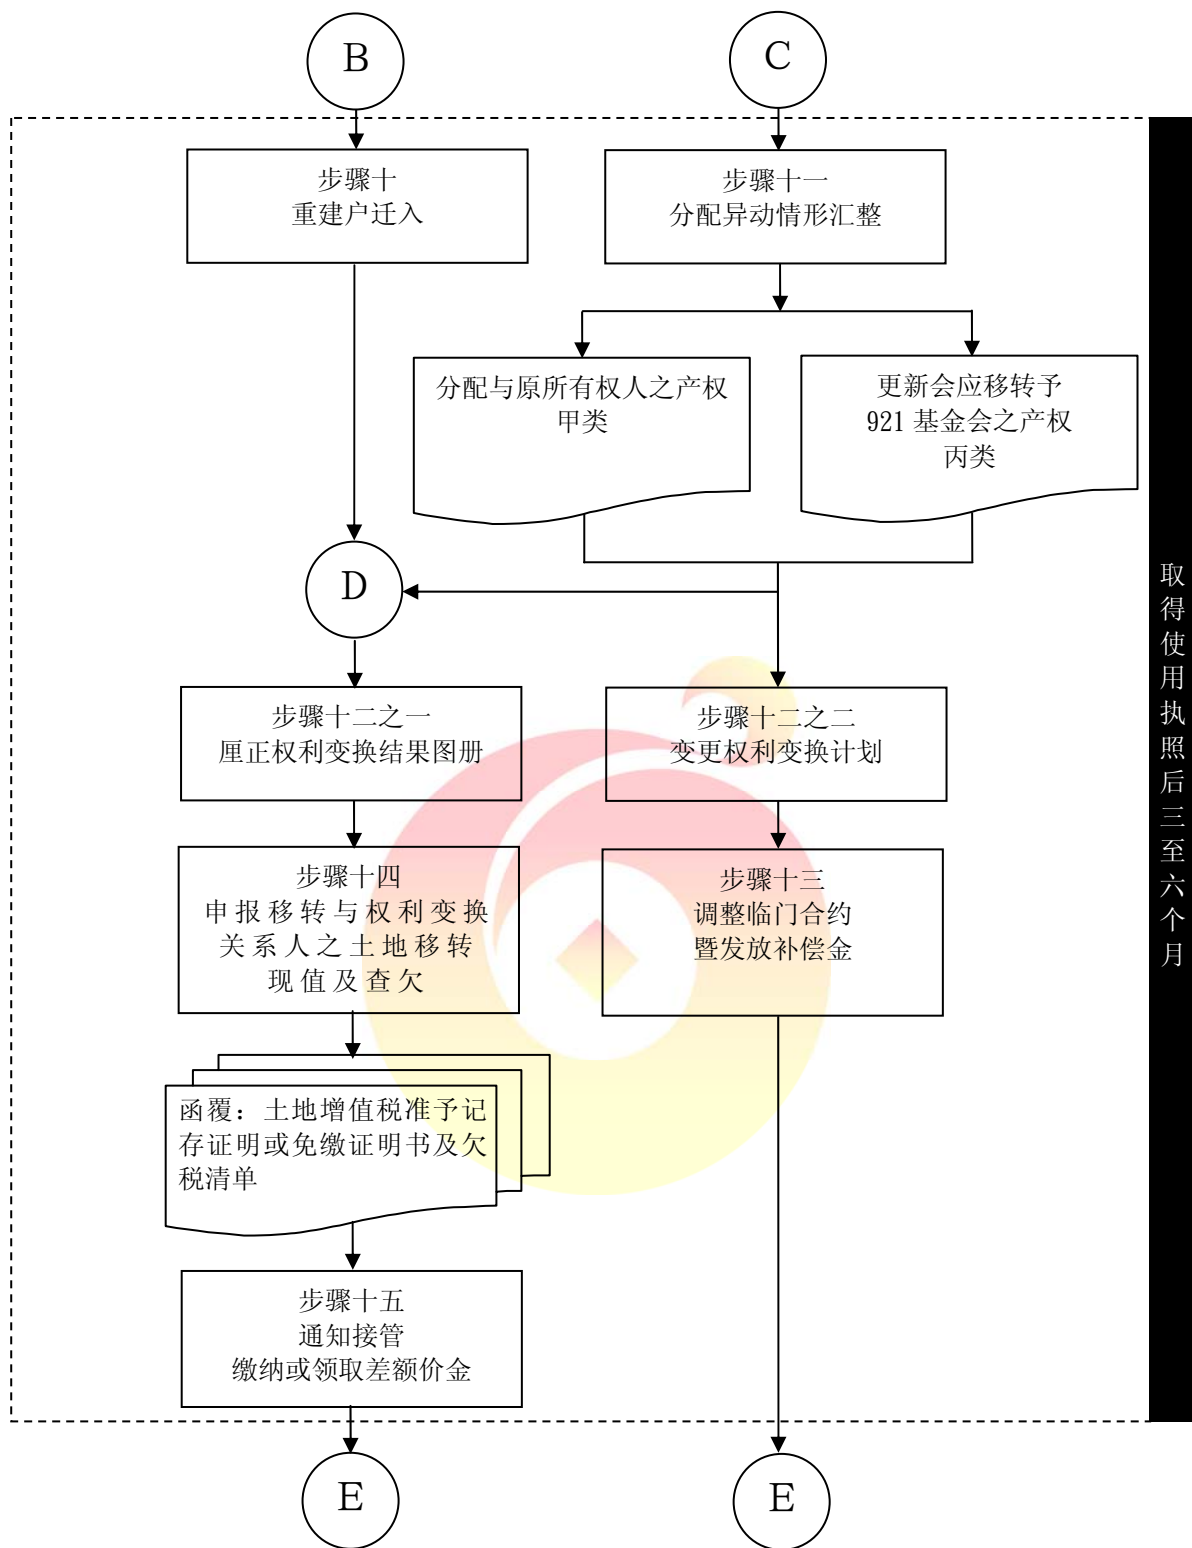 B
C
步骤十
重建户迁入
步骤十一
分配异动情形汇整
分配与原所有权人之产权
甲类
更新会应移转予
921 基金会之产权
丙类
D
步骤十二之一
厘正权利变换结果图册
步骤十二之二
变更权利变换计划
步骤十四
申报移转与权利变换
关系人之土地移转
现值及查欠
步骤十三
调整临门合约
暨发放补偿金
函覆：土地增值税准予记
存证明或免缴证明书及欠
税清单
步骤十五
通知接管
缴纳或领取差额价金
E
E
取得使用执照后三至六个月